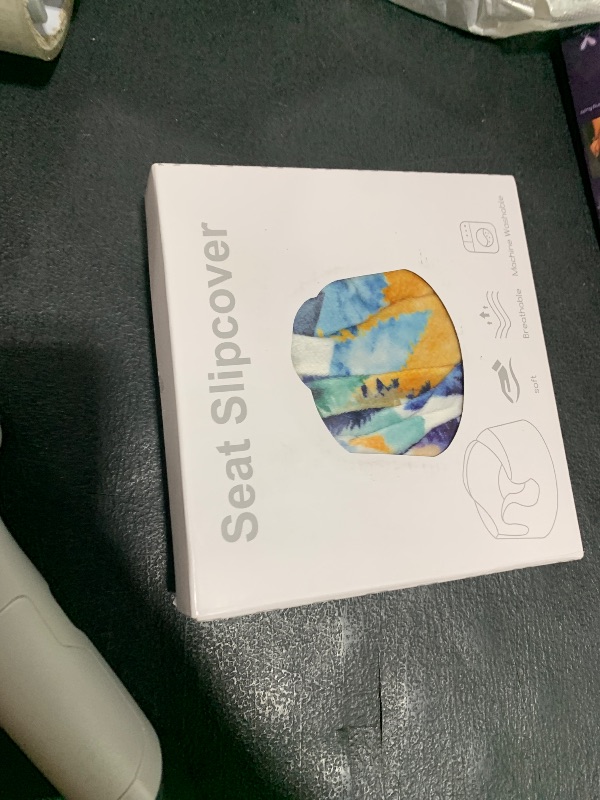 Seat Slipcover
Soft
Breathable
Machine Washable